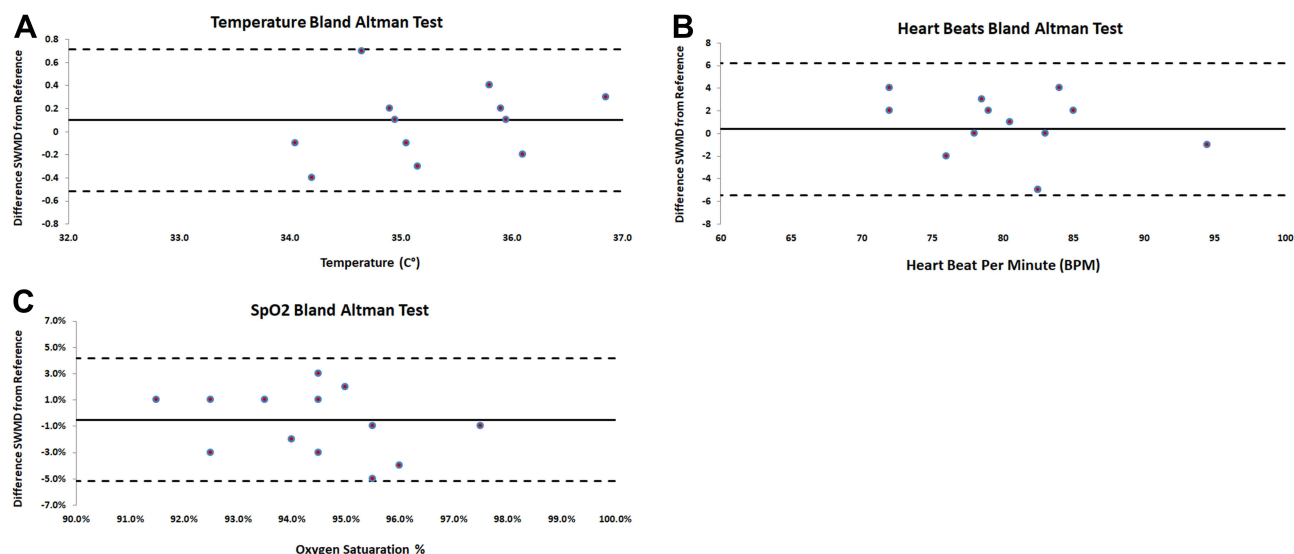 A
Temperature Bland Altman Test
Difference SWMD from Reference
0.8
0.6
0.4
0.2
0
-0.2
-0.4
-0.6
-0.8
32.0 33.0 34.0 35.0 36.0 37.0
Temperature (C°)
B
Heart Beats Bland Altman Test
Difference SWMD from Reference
8
6
4
2
0
-2
-4
-6
-8
60 65 70 75 80 85 90 95 100
Heart Beat Per Minute (BPM)
C
SpO2 Bland Altman Test
Difference SWMD from Reference
7.0%
5.0%
3.0%
1.0%
-1.0%
-3.0%
-5.0%
-7.0%
90.0% 91.0% 92.0% 93.0% 94.0% 95.0% 96.0% 97.0% 98.0% 99.0% 100.0%
Oxygen Satuaration %